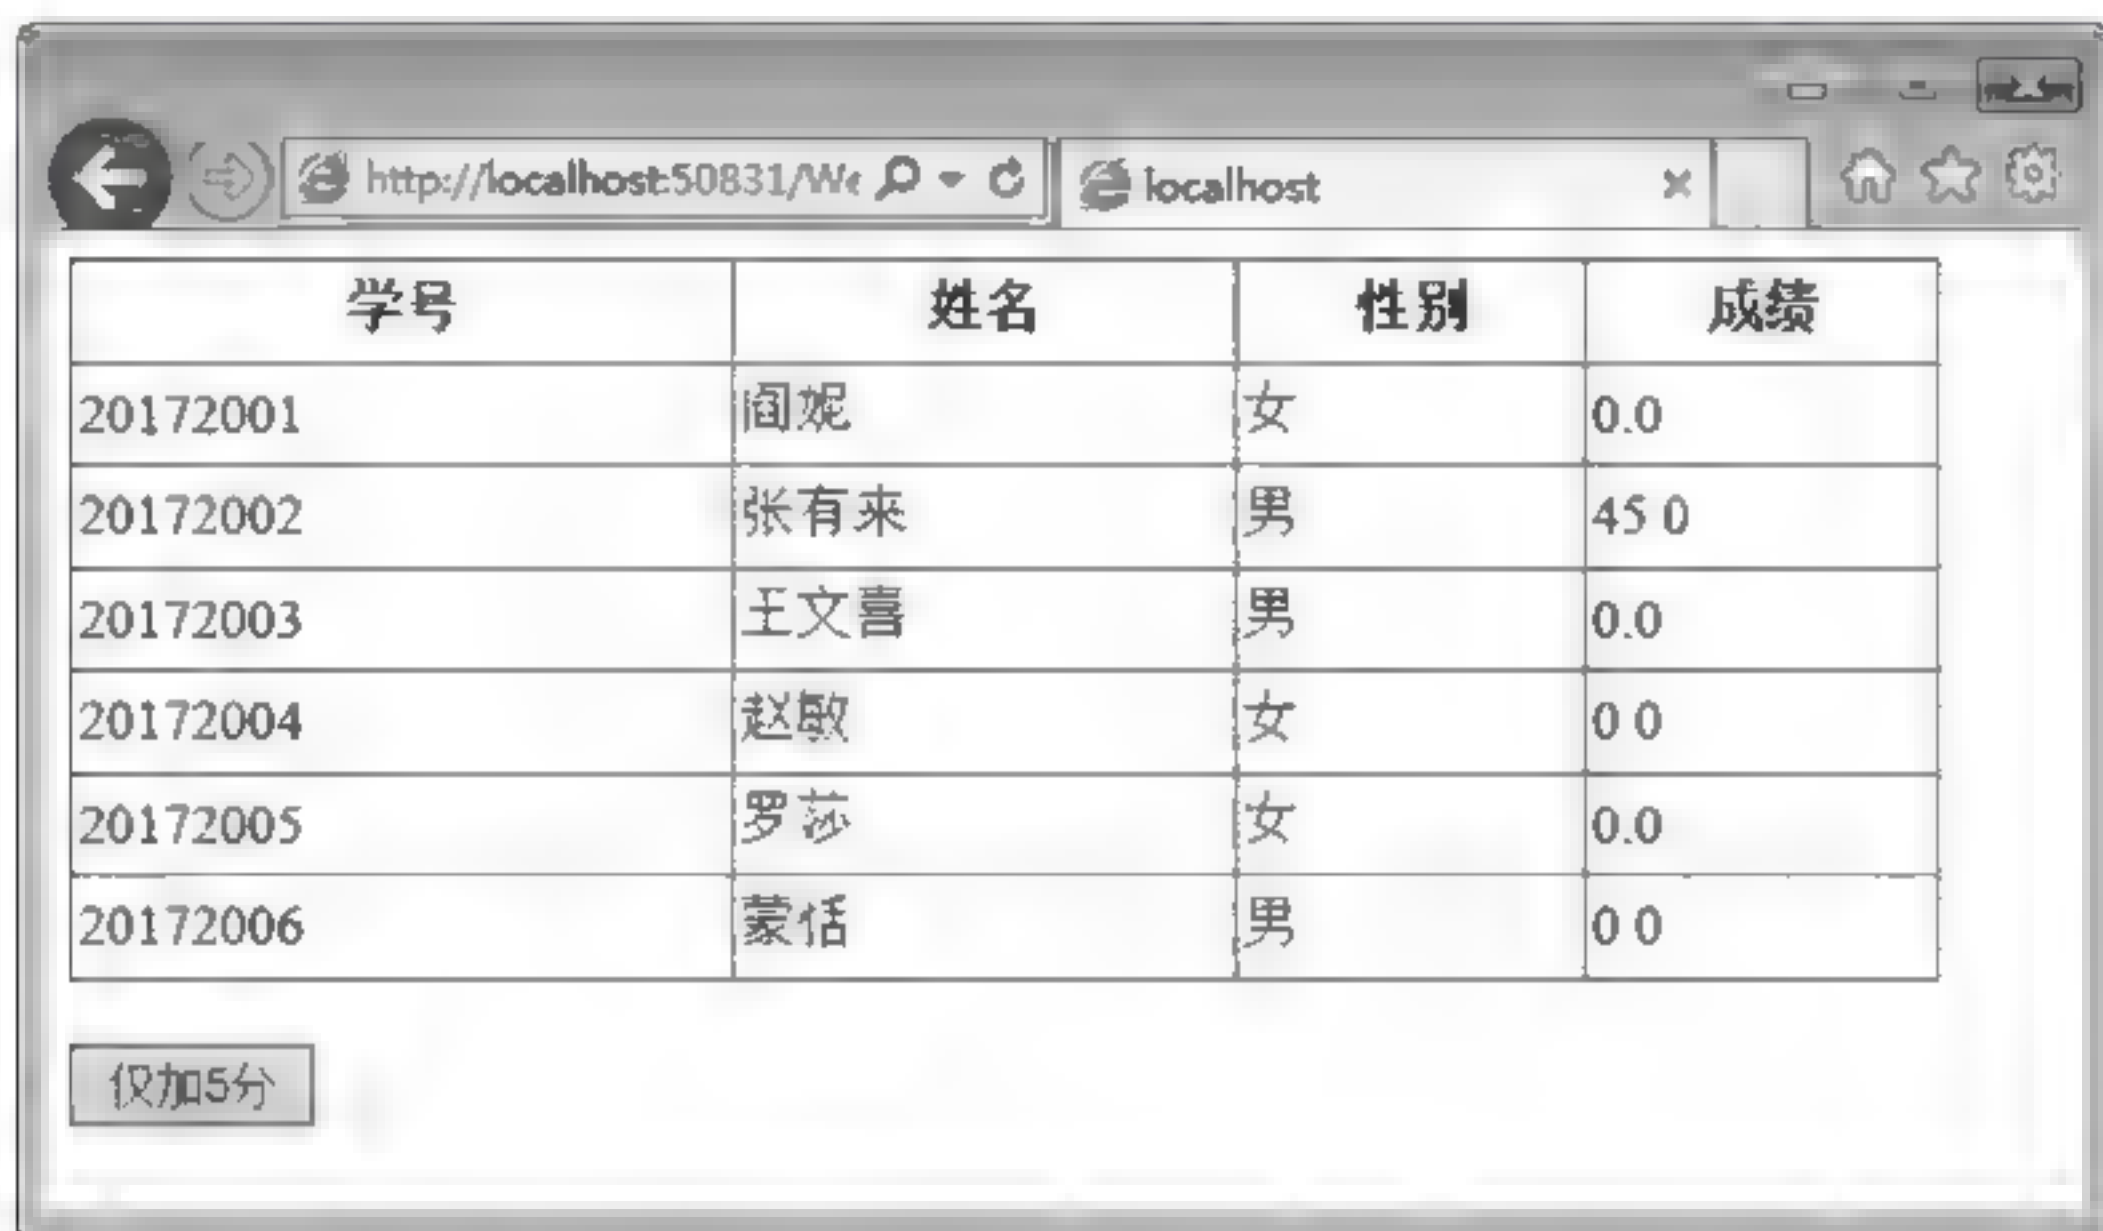 http://localhost:50831/We
localhost
学号 姓名 性别 成绩
20172001 阎妮 女 0.0
20172002 张有来 男 45 0
20172003 王文喜 男 0.0
20172004 赵敏 女 0 0
20172005 罗莎 女 0.0
20172006 蒙恬 男 0 0
仅加5分